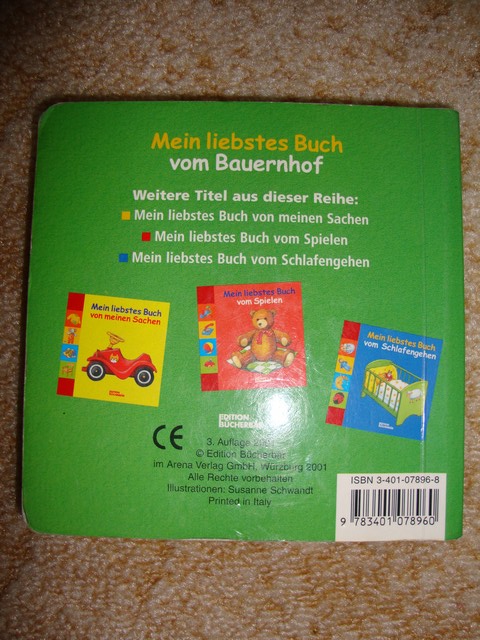 Mein liebstes Buch
vom Bauernhof
Weitere Titel aus dieser Reihe:
Mein liebstes Buch von meinen Sachen
Mein liebstes Buch vom Spielen
Mein liebstes Buch vom Schlafengehen
Mein liebstes Buch
von meinen Sachen
Mein liebstes Buch
vom Spielen
Mein liebstes Buch
vom Schlafengehen
EDITION
BÜCHERBÄR
CE
3. Auflage
© Edition Bücherbär
im Arena Verlag GmbH, Würzburg 2001
Alle Rechte vorbehalten
Illustrationen: Susanne Schwandt
Printed in Italy
ISBN 3-401-07896-8
9 783401 078960